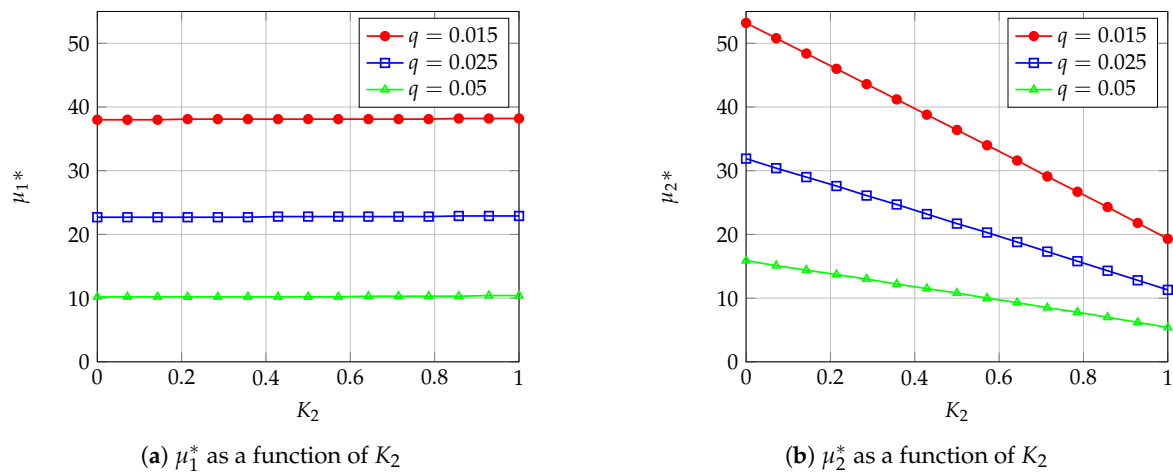 50
40
30
20
10
0
μ₁*
0 0.2 0.4 0.6 0.8 1
K₂
q = 0.015
q = 0.025
q = 0.05
(a) μ₁* as a function of K₂
50
40
30
20
10
0
μ₂*
0 0.2 0.4 0.6 0.8 1
K₂
q = 0.015
q = 0.025
q = 0.05
(b) μ₂* as a function of K₂